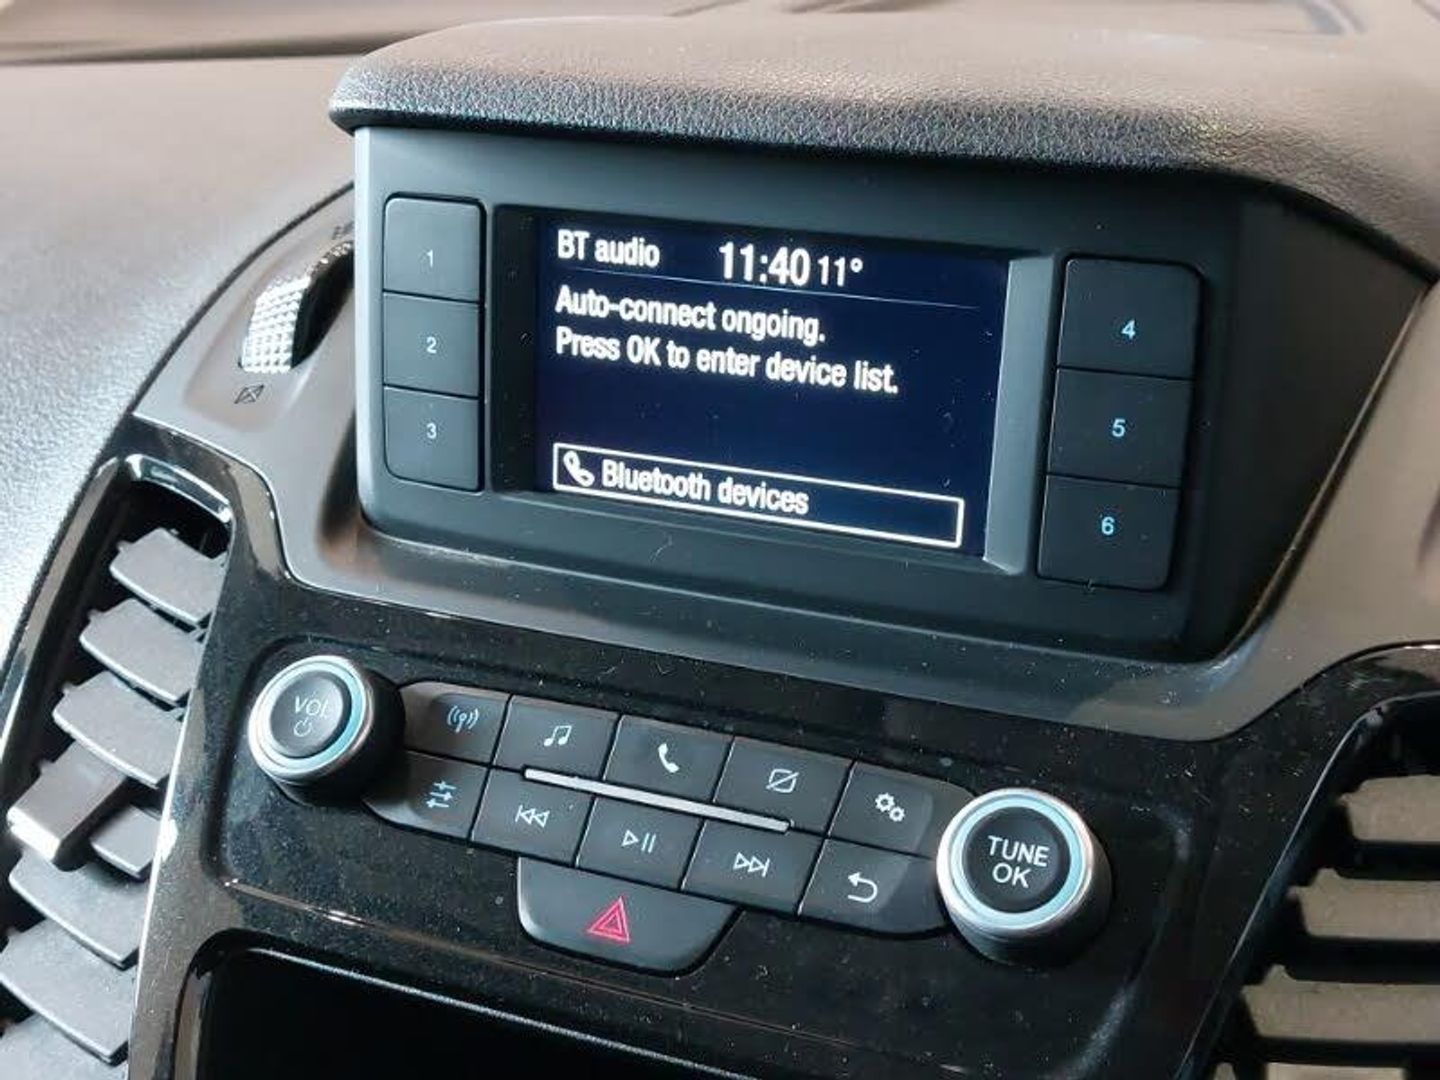 BT audio 11:40 11°
Auto-connect ongoing.
Press OK to enter device list.
Bluetooth devices
1
2
3
4
5
6
VOL
TUNE
OK